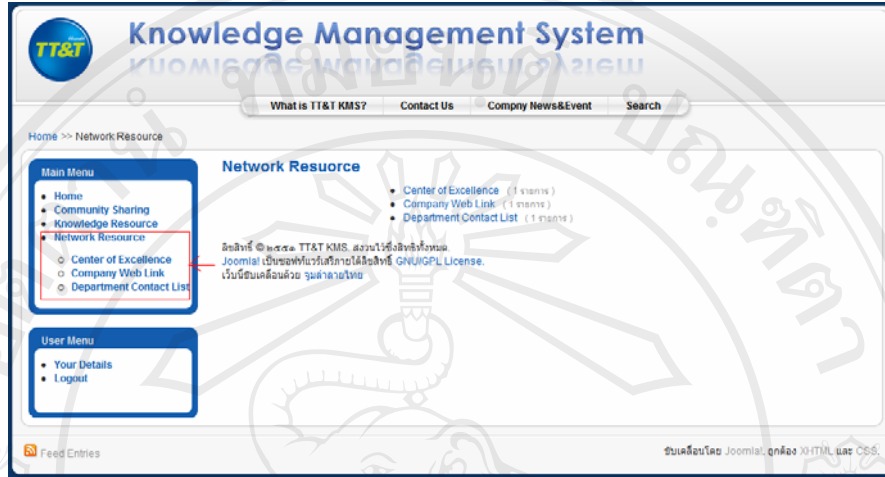 TT&T
Knowledge Management System
What is TT&T KMS? Contact Us Compny News&Event Search
Home >> Network Resource
Main Menu
Home
Community Sharing
Knowledge Resource
Network Resource
Center of Excellence
Company Web Link
Department Contact List
User Menu
Your Details
Logout
Network Resuorce
Center of Excellence ( 1 รายการ )
Company Web Link ( 1 รายการ )
Department Contact List ( 1 รายการ )
ลิขสิทธิ์ © ๒๕๕๑ TT&T KMS. สงวนไว้ซึ่งสิทธิทั้งหมด.
Joomla! เป็นซอฟท์แวร์เสรีภายใต้ลิขสิทธิ์ GNU/GPL License.
เว็บนี้ขับเคลื่อนด้วย จูมล่าลายไทย
Feed Entries
ขับเคลื่อนโดย Joomla!, ถูกต้อง XHTML และ CSS.